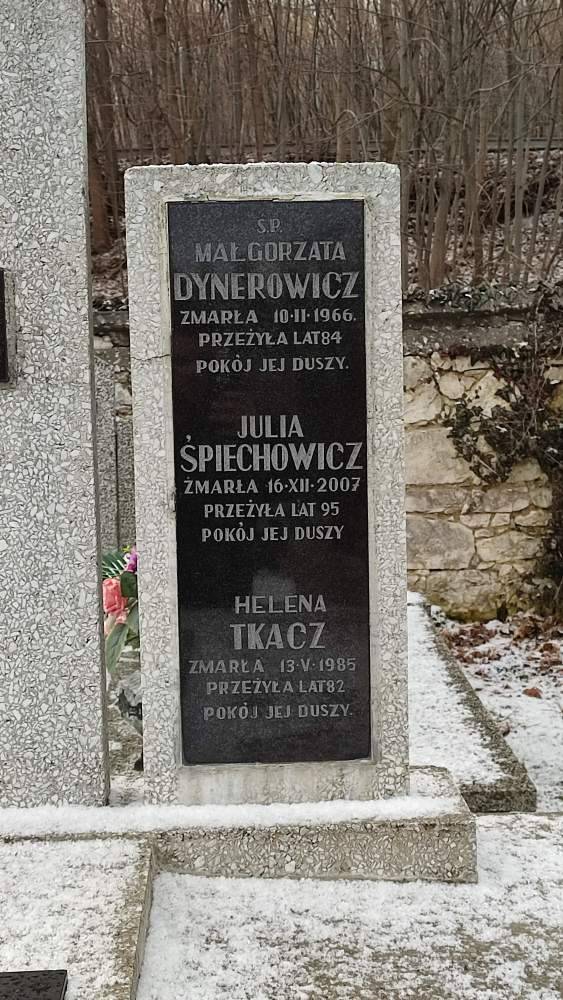 Ś.P.
MAŁGORZATA
DYNEROWICZ
ZMARŁA 10·II·1966.
PRZEŻYŁA LAT84
POKÓJ JEJ DUSZY.
JULIA
ŚPIECHOWICZ
ZMARŁA 16·XII·2007
PRZEŻYŁA LAT 95
POKÓJ JEJ DUSZY
HELENA
TKACZ
ZMARŁA 13·V·1985
PRZEŻYŁA LAT82
POKÓJ JEJ DUSZY.